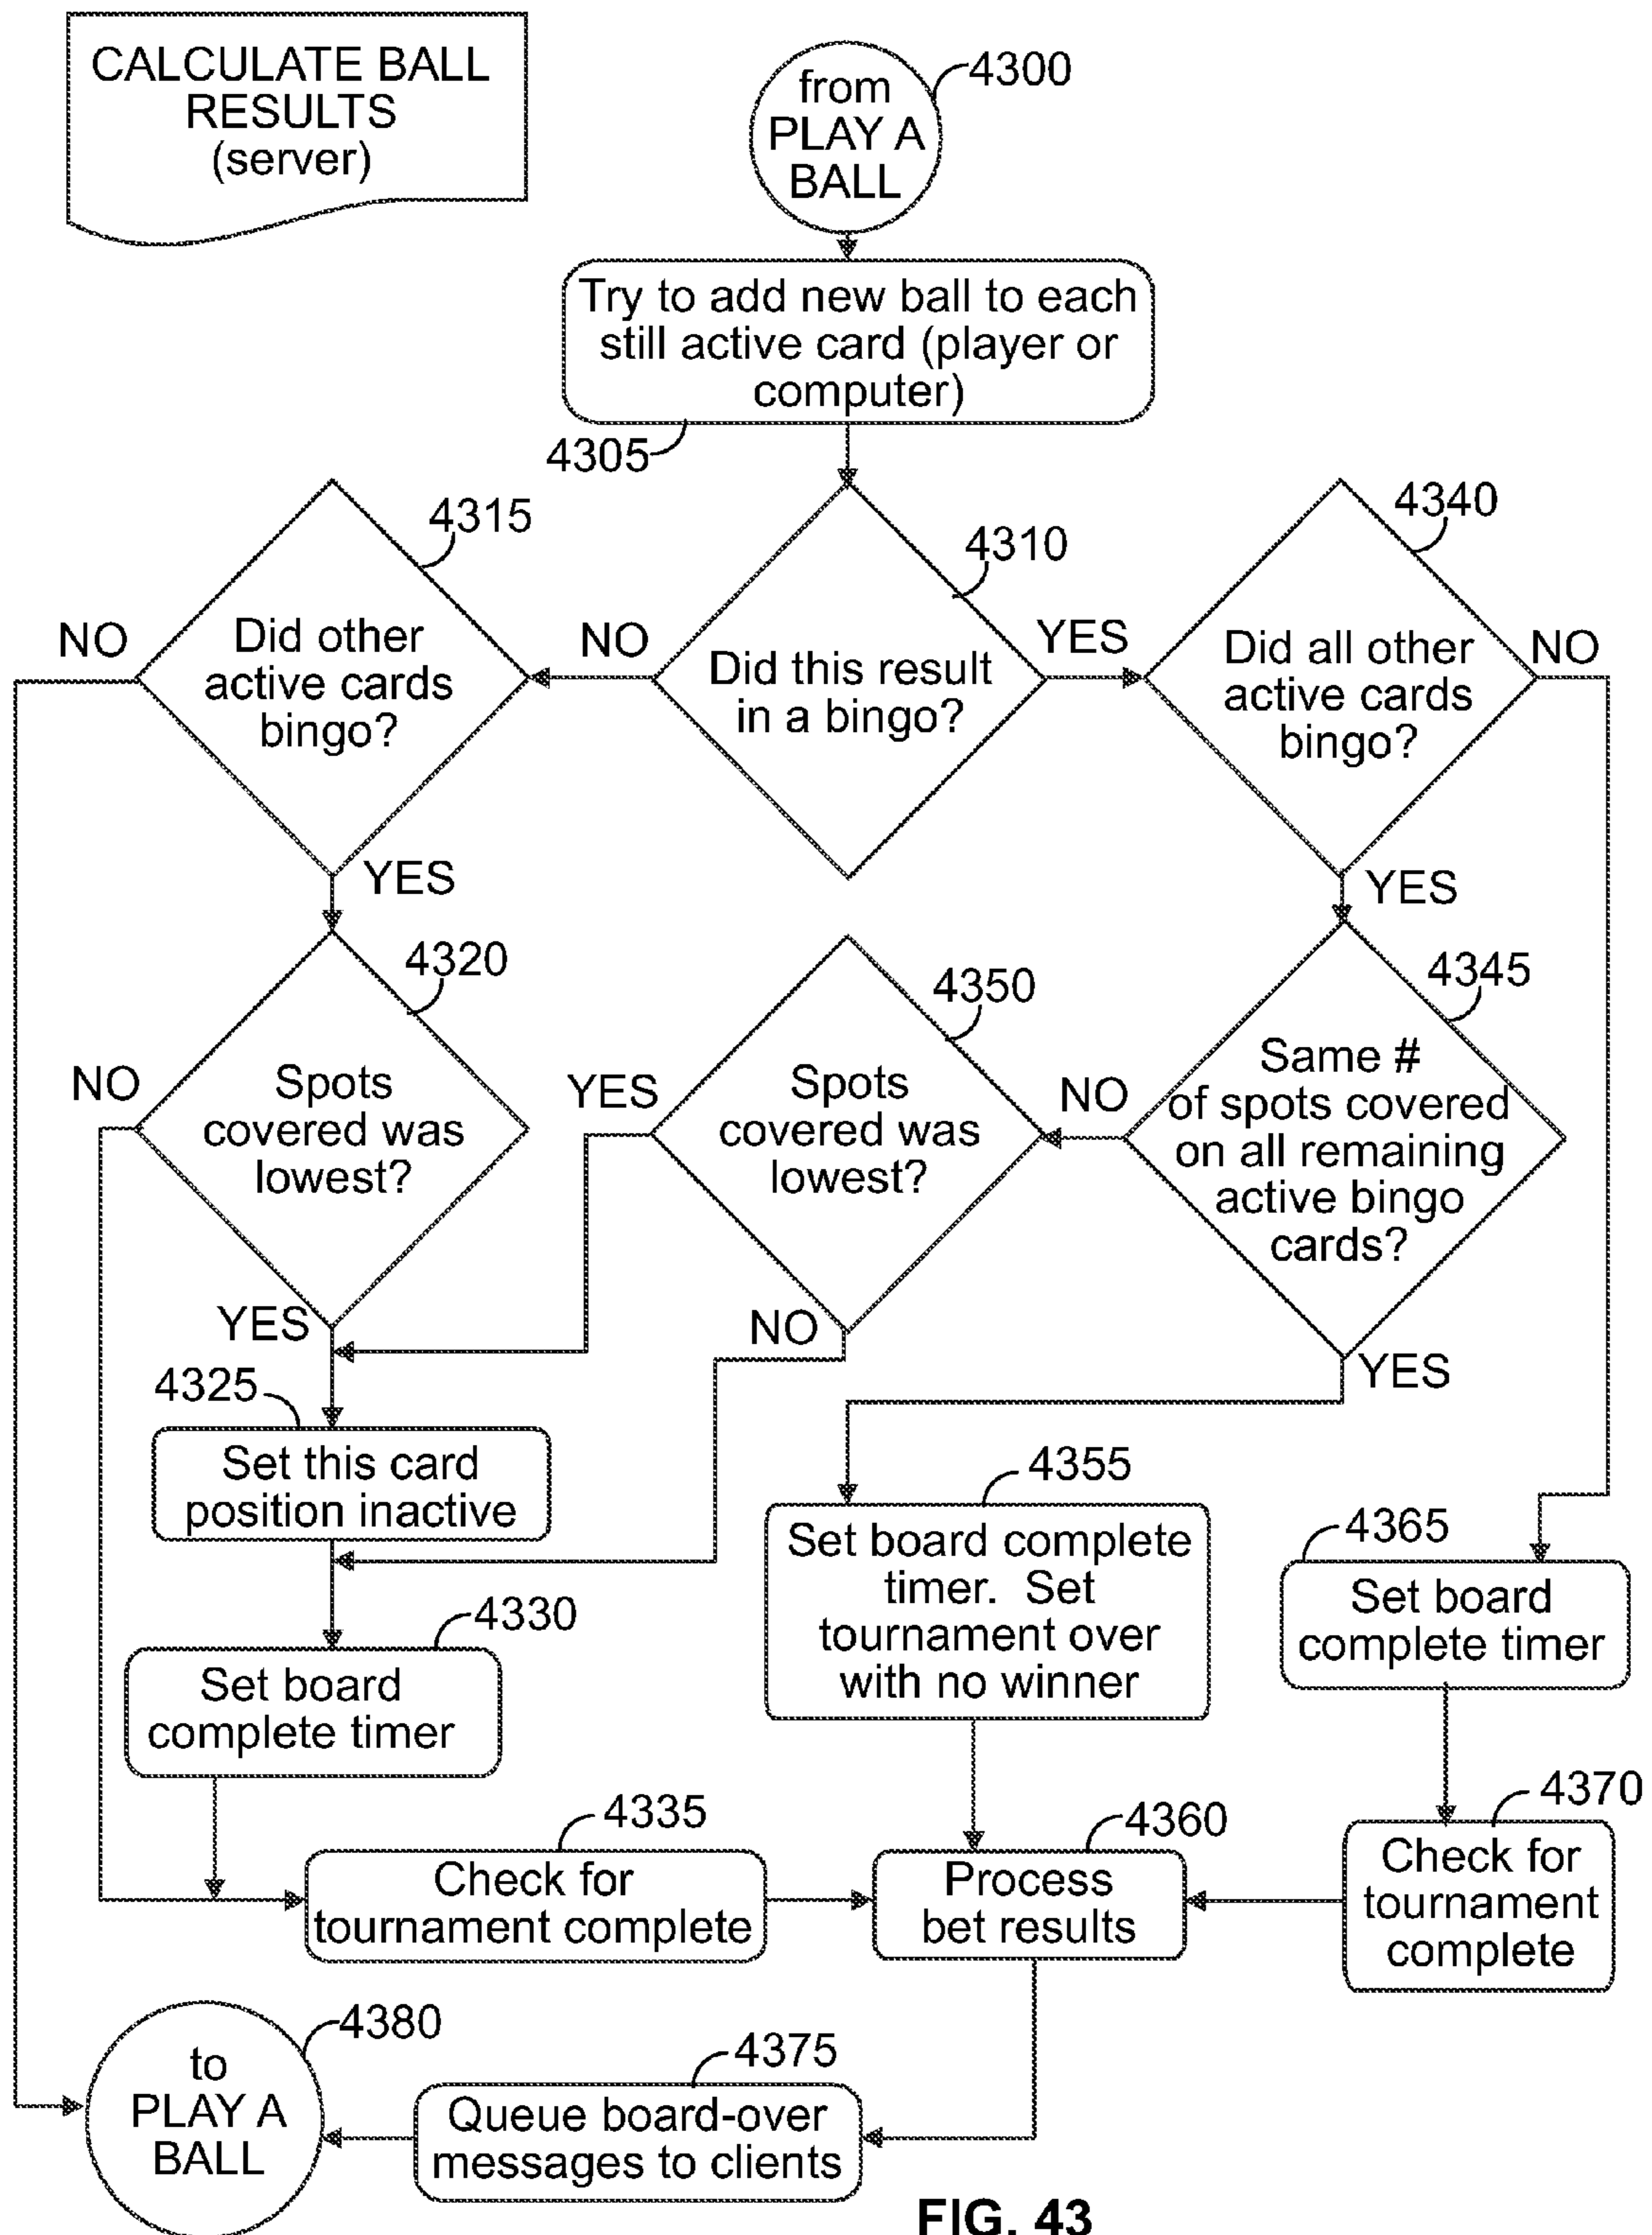 CALCULATE BALL
RESULTS
(server)
from
PLAY A
BALL
4300
Try to add new ball to each
still active card (player or
computer)
4305
4315
Did other
active cards
bingo?
NO
YES
4310
Did this result
in a bingo?
NO
YES
4340
Did all other
active cards
bingo?
NO
YES
4320
Spots
covered was
lowest?
NO
YES
4350
Spots
covered was
lowest?
YES
NO
4345
Same #
of spots covered
on all remaining
active bingo
cards?
NO
YES
4325
Set this card
position inactive
4330
Set board
complete timer
4355
Set board complete
timer. Set
tournament over
with no winner
4365
Set board
complete timer
4335
Check for
tournament complete
4360
Process
bet results
4370
Check for
tournament
complete
4380
to
PLAY A
BALL
4375
Queue board-over
messages to clients
FIG. 43